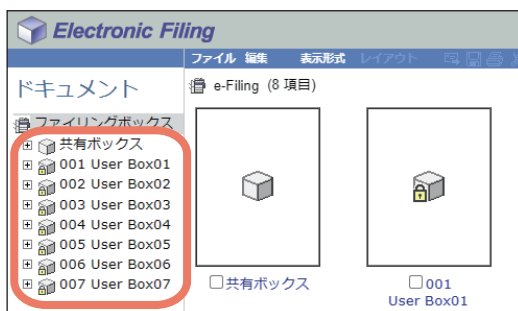 Electronic Filing
ファイル 編集 表示形式 レイアウト
ドキュメント
e-Filing (8 項目)
ファイリングボックス
共有ボックス
001 User Box01
002 User Box02
003 User Box03
004 User Box04
005 User Box05
006 User Box06
007 User Box07
共有ボックス
001
User Box01